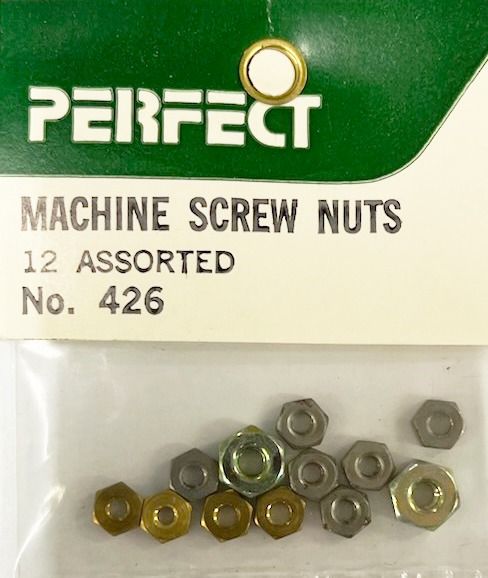 PERFECT
MACHINE SCREW NUTS
12 ASSORTED
No. 426